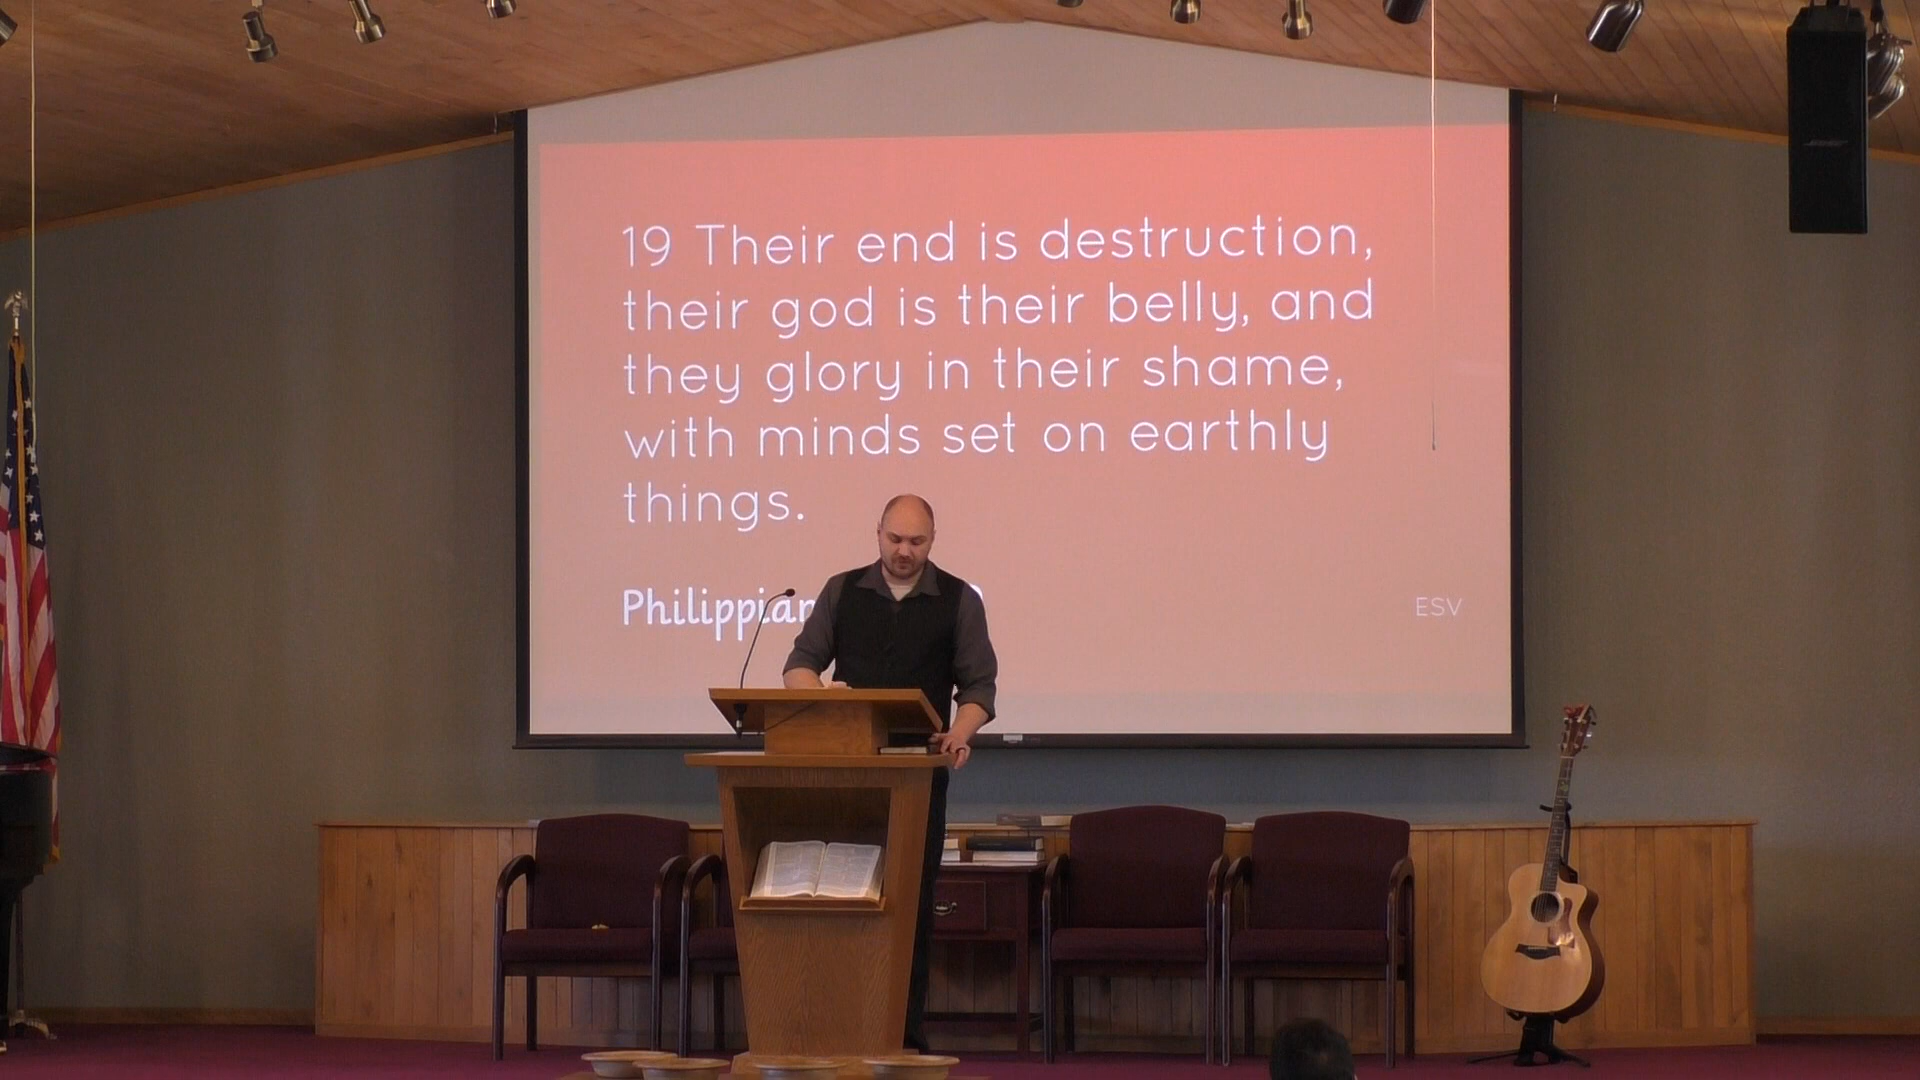 19 Their end is destruction,
their god is their belly, and
they glory in their shame,
with minds set on earthly
things.
ESV